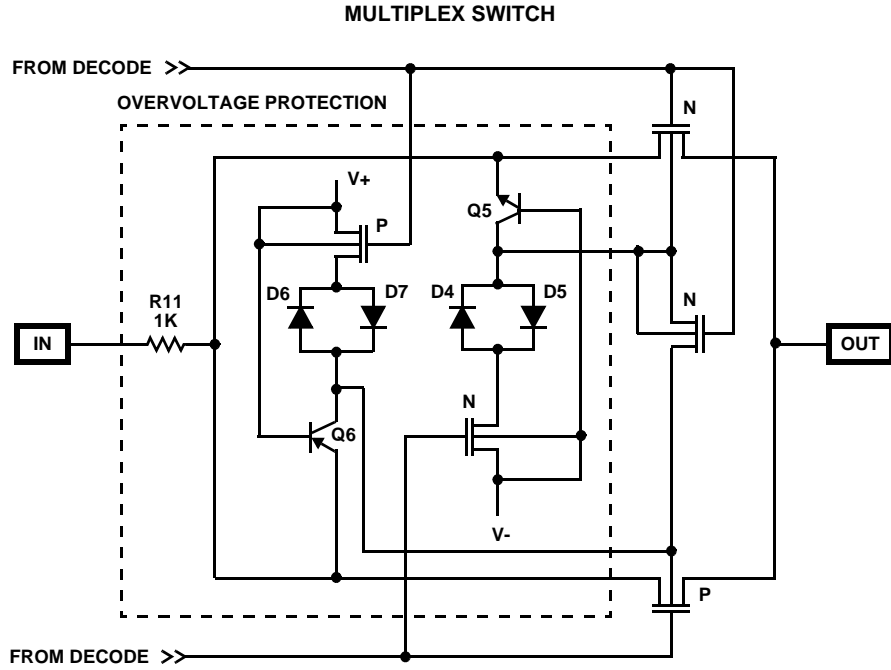 MULTIPLEX SWITCH
FROM DECODE
OVERVOLTAGE PROTECTION
N
V+
Q5
P
D6
D7
D4
D5
N
R11
1K
IN
OUT
N
Q6
V-
P
FROM DECODE